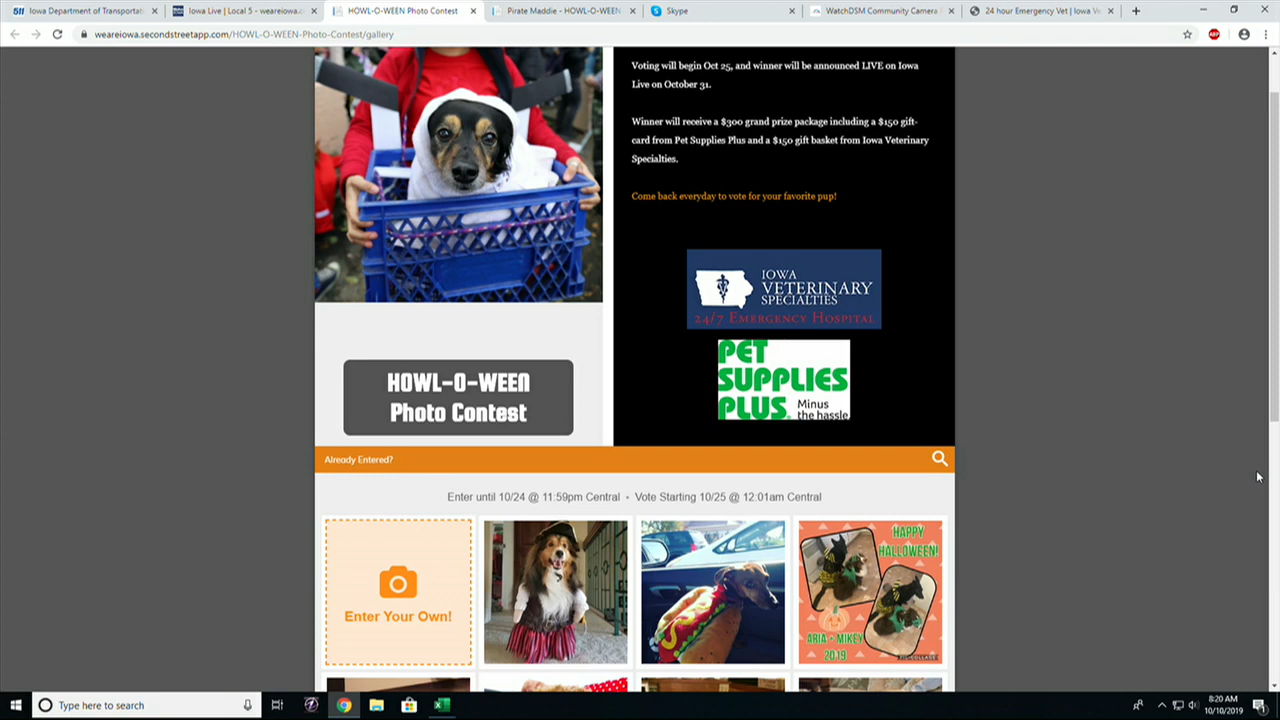 Iowa Department of Transportat
Iowa Live | Local 5 - weareiowa.c
HOWL-O-WEEN Photo Contest
Pirate Maddie - HOWL-O-WEEN
Skype
WatchDSM Community Camera
24 hour Emergency Vet | Iowa Ve
weareiowa.secondstreetapp.com/HOWL-O-WEEN-Photo-Contest/gallery
ABP
Voting will begin Oct 25, and winner will be announced LIVE on Iowa
Live on October 31.
Winner will receive a $300 grand prize package including a $150 gift-
card from Pet Supplies Plus and a $150 gift basket from Iowa Veterinary
Specialties.
Come back everyday to vote for your favorite pup!
IOWA
VETERINARY
SPECIALTIES
24/7 EMERGENCY HOSPITAL
PET
SUPPLIES
PLUS.
Minus
the hassle
HOWL-O-WEEN
Photo Contest
Already Entered?
Enter until 10/24 @ 11:59pm Central • Vote Starting 10/25 @ 12:01am Central
Enter Your Own!
HAPPY
HALLOWEEN!
ARIA + MIKEY
2019
Type here to search
8:20 AM
10/10/2019